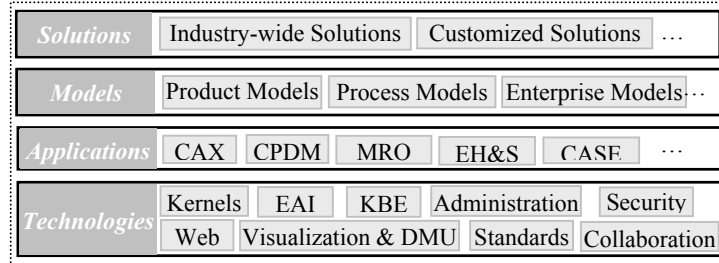 Solutions Industry-wide Solutions Customized Solutions …
Models Product Models Process Models Enterprise Models …
Applications CAX CPDM MRO EH&S CASE …
Technologies Kernels EAI KBE Administration Security
Web Visualization & DMU Standards Collaboration